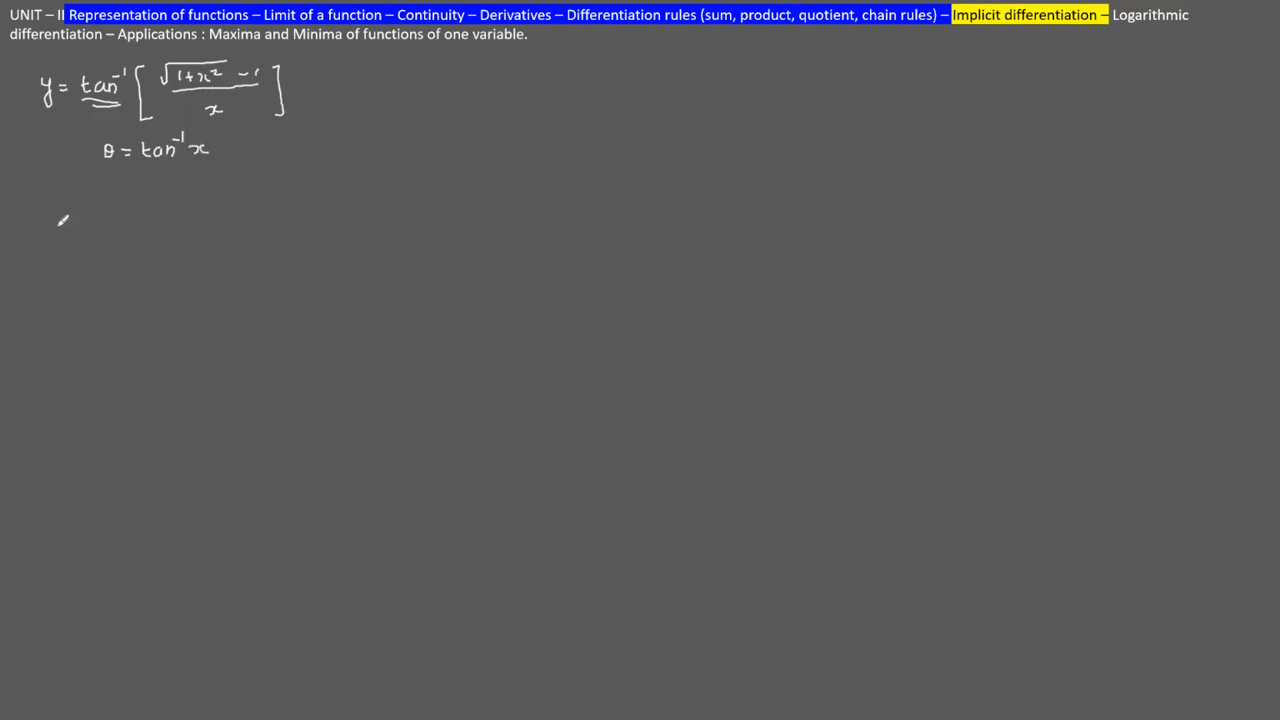 UNIT – II Representation of functions – Limit of a function – Continuity – Derivatives – Differentiation rules (sum, product, quotient, chain rules) – Implicit differentiation – Logarithmic
differentiation – Applications : Maxima and Minima of functions of one variable.
y = tan⁻¹ [ (√(1+x²) − 1) / x ]
θ = tan⁻¹ x